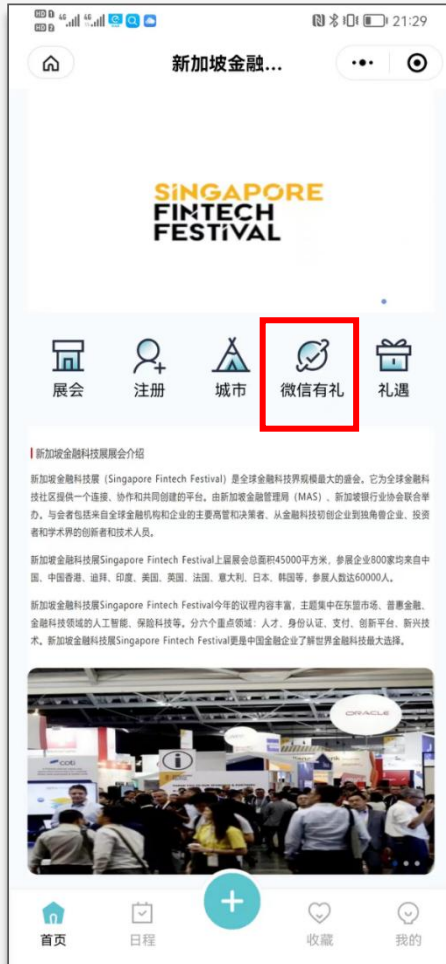 21:29
新加坡金融...
SiNGAPORE
FiNTECH
FESTiVAL
展会
注册
城市
微信有礼
礼遇
新加坡金融科技展展会介绍
新加坡金融科技展（Singapore Fintech Festival）是全球金融科技界规模最大的盛会。它为全球金融科
技社区提供一个连接、协作和共同创建的平台。由新加坡金融管理局（MAS）、新加坡银行业协会联合举
办。与会者包括来自全球金融机构和企业的主要高管和决策者、从金融科技初创企业到独角兽企业、投资
者和学术界的创新者和技术人员。
新加坡金融科技展Singapore Fintech Festival上届展会总面积45000平方米、参展企业800家均来自中
国、中国香港、迪拜、印度、美国、英国、法国、意大利、日本、韩国等，参展人数达60000人。
新加坡金融科技展Singapore Fintech Festival今年的议程内容丰富，主题集中在东盟市场、普惠金融、
金融科技领域的人工智能、保险科技等。分六个重点领域：人才、身份认证、支付、创新平台、新兴技
术。新加坡金融科技展Singapore Fintech Festival更是中国金融企业了解世界金融科技最大选择。
ORACLE
coti
首页
日程
收藏
我的